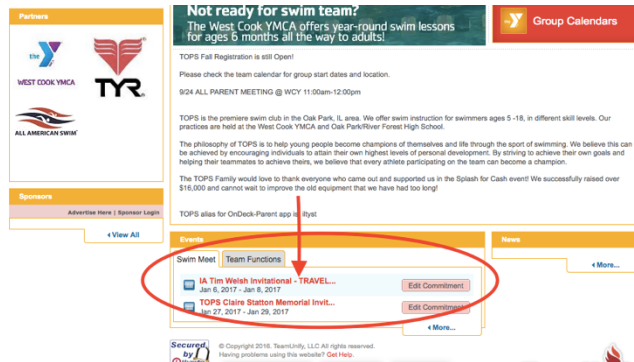 Partners
the
WEST COOK YMCA
TYR
ALL AMERICAN SWIM
Sponsors
Advertise Here | Sponsor Login
View All
Not ready for swim team?
The West Cook YMCA offers year-round swim lessons
for ages 6 months all the way to adults!
Group Calendars
TOPS Fall Registration is still Open!
Please check the team calendar for group start dates and location.
9/24 ALL PARENT MEETING @ WCY 11:00am-12:00pm
TOPS is the premiere swim club in the Oak Park, IL area. We offer swim instruction for swimmers ages 5 -18, in different skill levels. Our
practices are held at the West Cook YMCA and Oak Park/River Forest High School.
The philosophy of TOPS is to help young people become champions of themselves and life through the sport of swimming. We believe this can
be achieved by encouraging individuals to attain their own highest levels of personal development. By striving to achieve their own goals and
helping their teammates to achieve theirs, we believe that every athlete participating on the team can become a champion.
The TOPS Family would love to thank everyone who came out and supported us in the Splash for Cash event! We successfully raised over
$16,000 and cannot wait to improve the old equipment that we have had too long!
TOPS alias for OnDeck-Parent app is iltyst
Events
Swim Meet
Team Functions
IA Tim Welsh Invitational - TRAVEL...
Jan 6, 2017 - Jan 8, 2017
Edit Commitment
TOPS Claire Statton Memorial Invit...
Jan 27, 2017 - Jan 29, 2017
Edit Commitment
More...
News
More...
Secured
by
© Copyright 2016. TeamUnify, LLC All rights reserved.
Having problems using this website? Get Help.